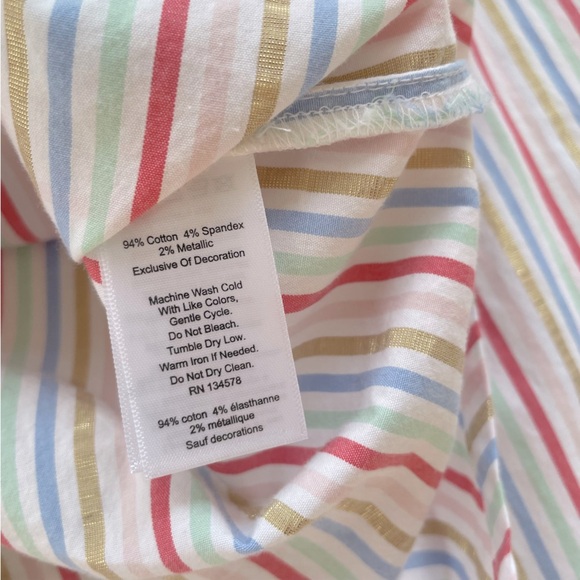 94% Cotton 4% Spandex
2% Metallic
Exclusive Of Decoration
Machine Wash Cold
With Like Colors,
Gentle Cycle.
Do Not Bleach.
Tumble Dry Low.
Warm Iron If Needed.
Do Not Dry Clean.
RN 134578
94% coton 4% élasthanne
2% métallique
Sauf decorations